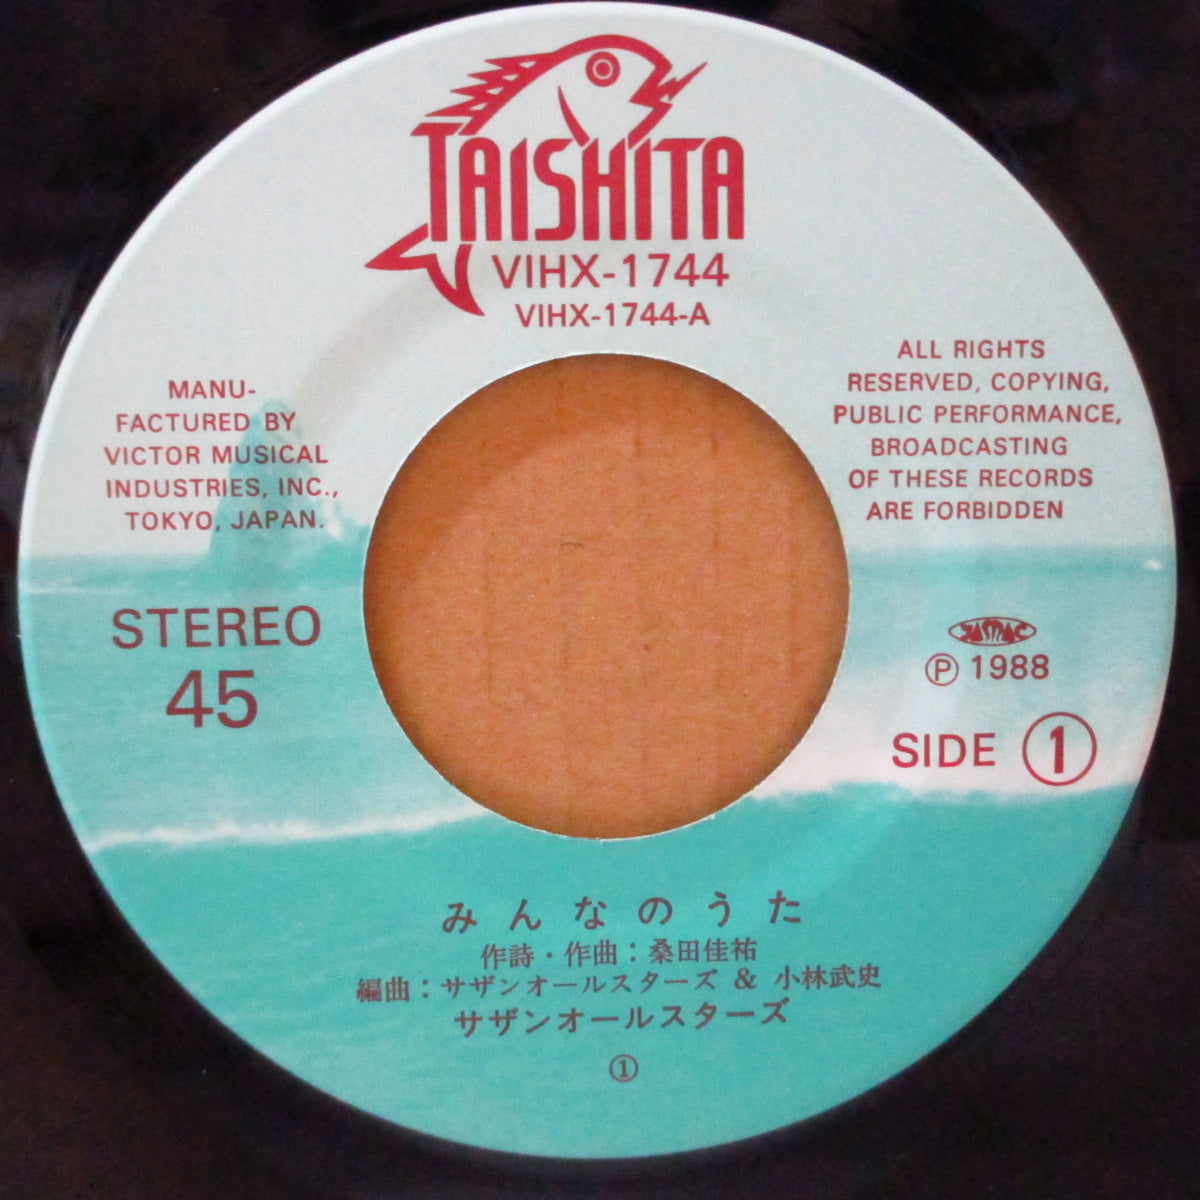 TAISHITA
VIHX-1744
VIHX-1744-A
MANU-
FACTURED BY
VICTOR MUSICAL
INDUSTRIES, INC.,
TOKYO, JAPAN.
ALL RIGHTS
RESERVED, COPYING,
PUBLIC PERFORMANCE,
BROADCASTING
OF THESE RECORDS
ARE FORBIDDEN
STEREO
45
JASRAC
Ⓟ 1988
SIDE ①
みんなのうた
作詩・作曲：桑田佳祐
編曲：サザンオールスターズ & 小林武史
サザンオールスターズ
①